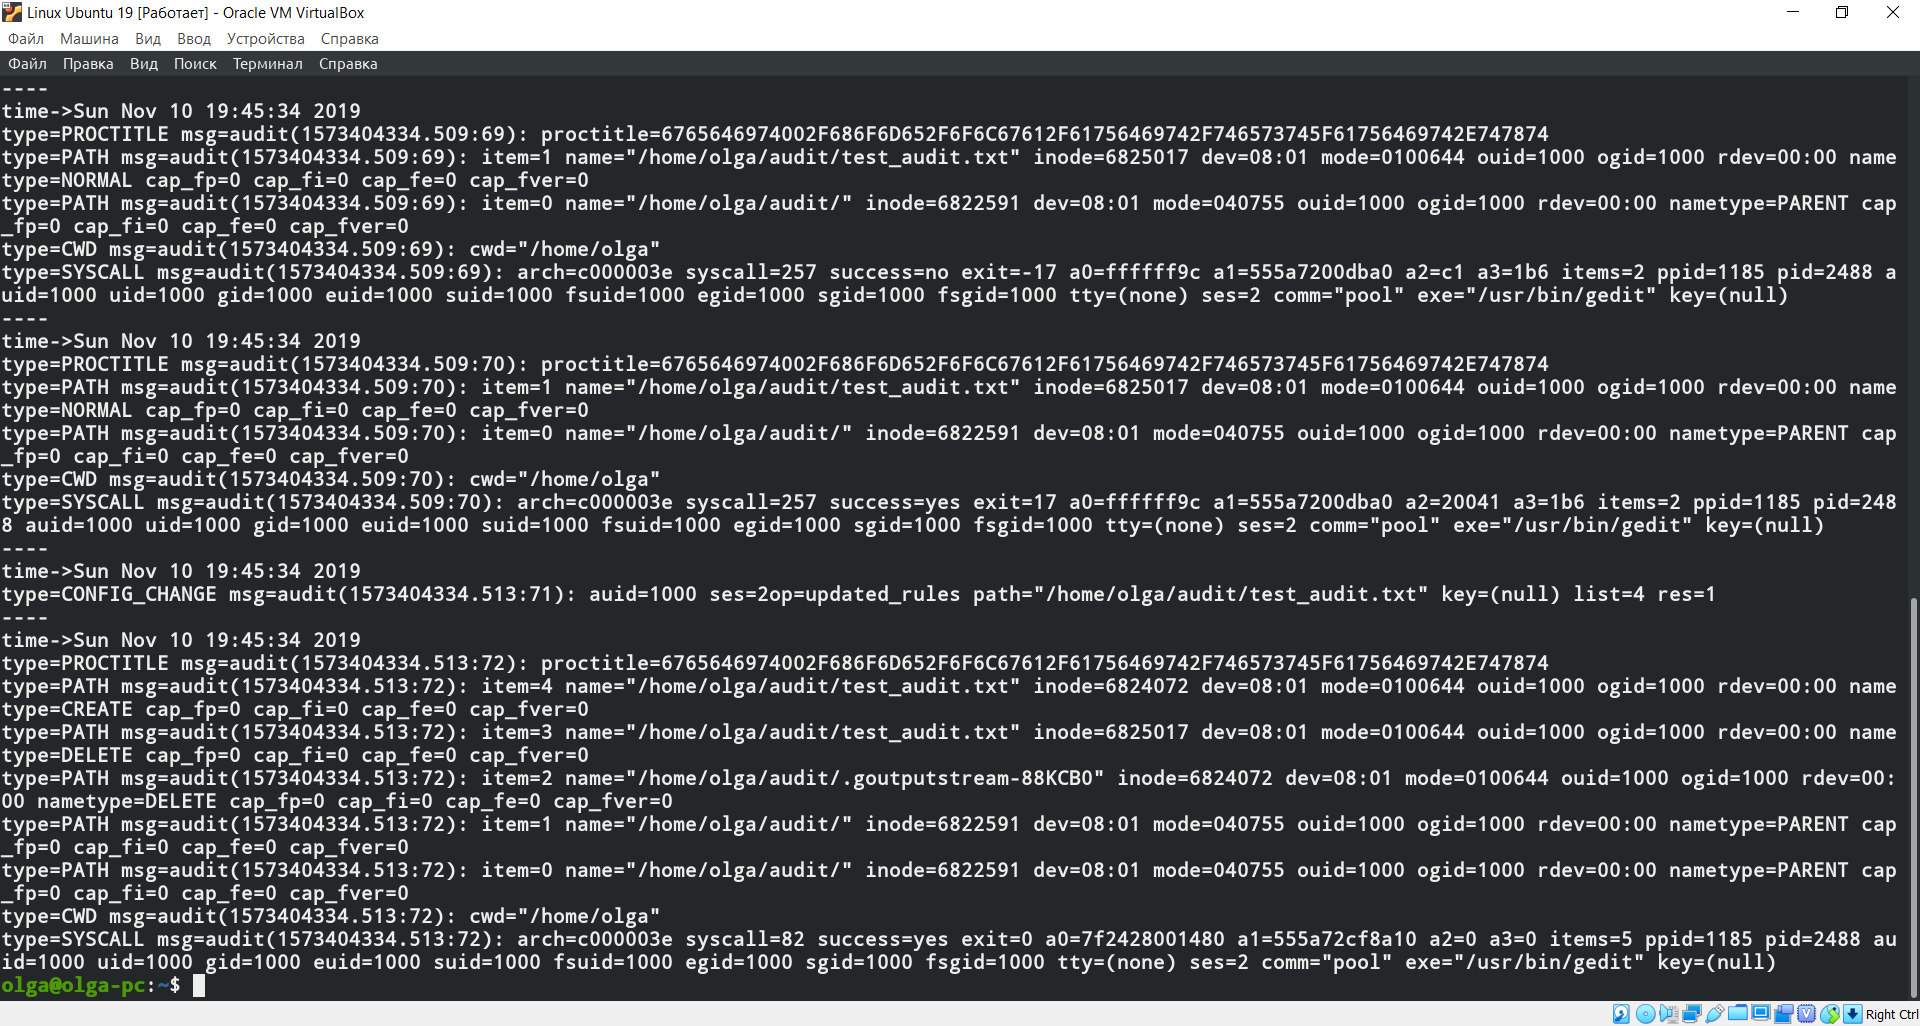 Linux Ubuntu 19 [Работает] - Oracle VM VirtualBox
Файл Машина Вид Ввод Устройства Справка
Файл Правка Вид Поиск Терминал Справка
----
time->Sun Nov 10 19:45:34 2019
type=PROCTITLE msg=audit(1573404334.509:69): proctitle=6765646974002F686F6D652F6F6C67612F61756469742F746573745F61756469742E747874
type=PATH msg=audit(1573404334.509:69): item=1 name="/home/olga/audit/test_audit.txt" inode=6825017 dev=08:01 mode=0100644 ouid=1000 ogid=1000 rdev=00:00 name
type=NORMAL cap_fp=0 cap_fi=0 cap_fe=0 cap_fver=0
type=PATH msg=audit(1573404334.509:69): item=0 name="/home/olga/audit/" inode=6822591 dev=08:01 mode=040755 ouid=1000 ogid=1000 rdev=00:00 nametype=PARENT cap
_fp=0 cap_fi=0 cap_fe=0 cap_fver=0
type=CWD msg=audit(1573404334.509:69): cwd="/home/olga"
type=SYSCALL msg=audit(1573404334.509:69): arch=c000003e syscall=257 success=no exit=-17 a0=ffffff9c a1=555a7200dba0 a2=c1 a3=1b6 items=2 ppid=1185 pid=2488 a
uid=1000 uid=1000 gid=1000 euid=1000 suid=1000 fsuid=1000 egid=1000 sgid=1000 fsgid=1000 tty=(none) ses=2 comm="pool" exe="/usr/bin/gedit" key=(null)
----
time->Sun Nov 10 19:45:34 2019
type=PROCTITLE msg=audit(1573404334.509:70): proctitle=6765646974002F686F6D652F6F6C67612F61756469742F746573745F61756469742E747874
type=PATH msg=audit(1573404334.509:70): item=1 name="/home/olga/audit/test_audit.txt" inode=6825017 dev=08:01 mode=0100644 ouid=1000 ogid=1000 rdev=00:00 name
type=NORMAL cap_fp=0 cap_fi=0 cap_fe=0 cap_fver=0
type=PATH msg=audit(1573404334.509:70): item=0 name="/home/olga/audit/" inode=6822591 dev=08:01 mode=040755 ouid=1000 ogid=1000 rdev=00:00 nametype=PARENT cap
_fp=0 cap_fi=0 cap_fe=0 cap_fver=0
type=CWD msg=audit(1573404334.509:70): cwd="/home/olga"
type=SYSCALL msg=audit(1573404334.509:70): arch=c000003e syscall=257 success=yes exit=17 a0=ffffff9c a1=555a7200dba0 a2=20041 a3=1b6 items=2 ppid=1185 pid=248
8 auid=1000 uid=1000 gid=1000 euid=1000 suid=1000 fsuid=1000 egid=1000 sgid=1000 fsgid=1000 tty=(none) ses=2 comm="pool" exe="/usr/bin/gedit" key=(null)
----
time->Sun Nov 10 19:45:34 2019
type=CONFIG_CHANGE msg=audit(1573404334.513:71): auid=1000 ses=2op=updated_rules path="/home/olga/audit/test_audit.txt" key=(null) list=4 res=1
----
time->Sun Nov 10 19:45:34 2019
type=PROCTITLE msg=audit(1573404334.513:72): proctitle=6765646974002F686F6D652F6F6C67612F61756469742F746573745F61756469742E747874
type=PATH msg=audit(1573404334.513:72): item=4 name="/home/olga/audit/test_audit.txt" inode=6824072 dev=08:01 mode=0100644 ouid=1000 ogid=1000 rdev=00:00 name
type=CREATE cap_fp=0 cap_fi=0 cap_fe=0 cap_fver=0
type=PATH msg=audit(1573404334.513:72): item=3 name="/home/olga/audit/test_audit.txt" inode=6825017 dev=08:01 mode=0100644 ouid=1000 ogid=1000 rdev=00:00 name
type=DELETE cap_fp=0 cap_fi=0 cap_fe=0 cap_fver=0
type=PATH msg=audit(1573404334.513:72): item=2 name="/home/olga/audit/.goutputstream-88KCB0" inode=6824072 dev=08:01 mode=0100644 ouid=1000 ogid=1000 rdev=00:
00 nametype=DELETE cap_fp=0 cap_fi=0 cap_fe=0 cap_fver=0
type=PATH msg=audit(1573404334.513:72): item=1 name="/home/olga/audit/" inode=6822591 dev=08:01 mode=040755 ouid=1000 ogid=1000 rdev=00:00 nametype=PARENT cap
_fp=0 cap_fi=0 cap_fe=0 cap_fver=0
type=PATH msg=audit(1573404334.513:72): item=0 name="/home/olga/audit/" inode=6822591 dev=08:01 mode=040755 ouid=1000 ogid=1000 rdev=00:00 nametype=PARENT cap
_fp=0 cap_fi=0 cap_fe=0 cap_fver=0
type=CWD msg=audit(1573404334.513:72): cwd="/home/olga"
type=SYSCALL msg=audit(1573404334.513:72): arch=c000003e syscall=82 success=yes exit=0 a0=7f2428001480 a1=555a72cf8a10 a2=0 a3=0 items=5 ppid=1185 pid=2488 au
id=1000 uid=1000 gid=1000 euid=1000 suid=1000 fsuid=1000 egid=1000 sgid=1000 fsgid=1000 tty=(none) ses=2 comm="pool" exe="/usr/bin/gedit" key=(null)
olga@olga-pc:~$
Right Ctrl